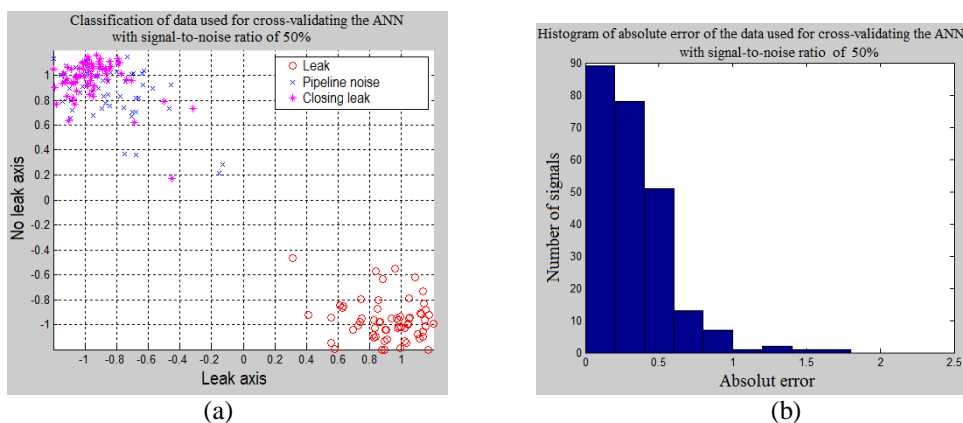 Classification of data used for cross-validating the ANN
with signal-to-noise ratio of 50%
No leak axis
1
0.8
0.6
0.4
0.2
0
-0.2
-0.4
-0.6
-0.8
-1
Leak
Pipeline noise
Closing leak
-1 -0.8 -0.6 -0.4 -0.2 0 0.2 0.4 0.6 0.8 1
Leak axis
(a)
Histogram of absolute error of the data used for cross-validating the ANN
with signal-to-noise ratio of 50%
Number of signals
90
80
70
60
50
40
30
20
10
0
0 0.5 1 1.5 2 2.5
Absolut error
(b)